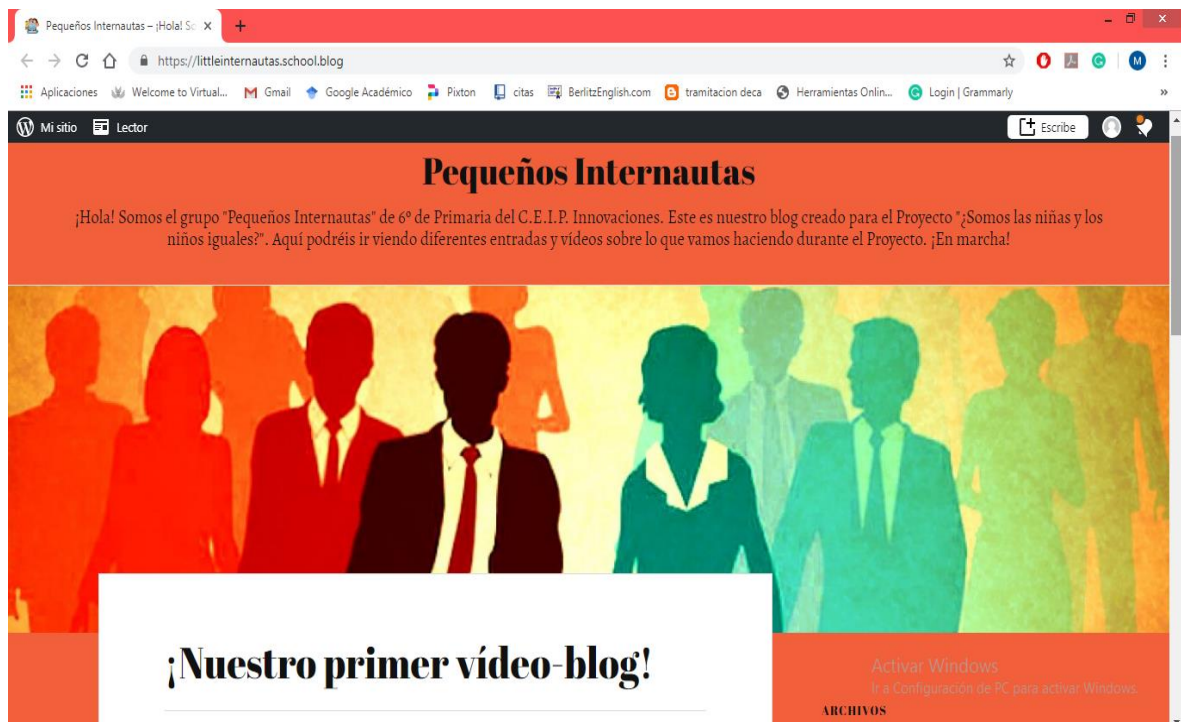 Pequeños Internautas – ¡Hola! So
https://littleinternautas.school.blog
Aplicaciones Welcome to Virtual... Gmail Google Académico Pixton citas BerlitzEnglish.com tramitacion deca Herramientas Onlin... Login | Grammarly »
Mi sitio Lector Escribe
Pequeños Internautas
¡Hola! Somos el grupo "Pequeños Internautas" de 6º de Primaria del C.E.I.P. Innovaciones. Este es nuestro blog creado para el Proyecto "¿Somos las niñas y los
niños iguales?". Aquí podréis ir viendo diferentes entradas y vídeos sobre lo que vamos haciendo durante el Proyecto. ¡En marcha!
¡Nuestro primer vídeo-blog!
Activar Windows
Ir a Configuración de PC para activar Windows.
ARCHIVOS